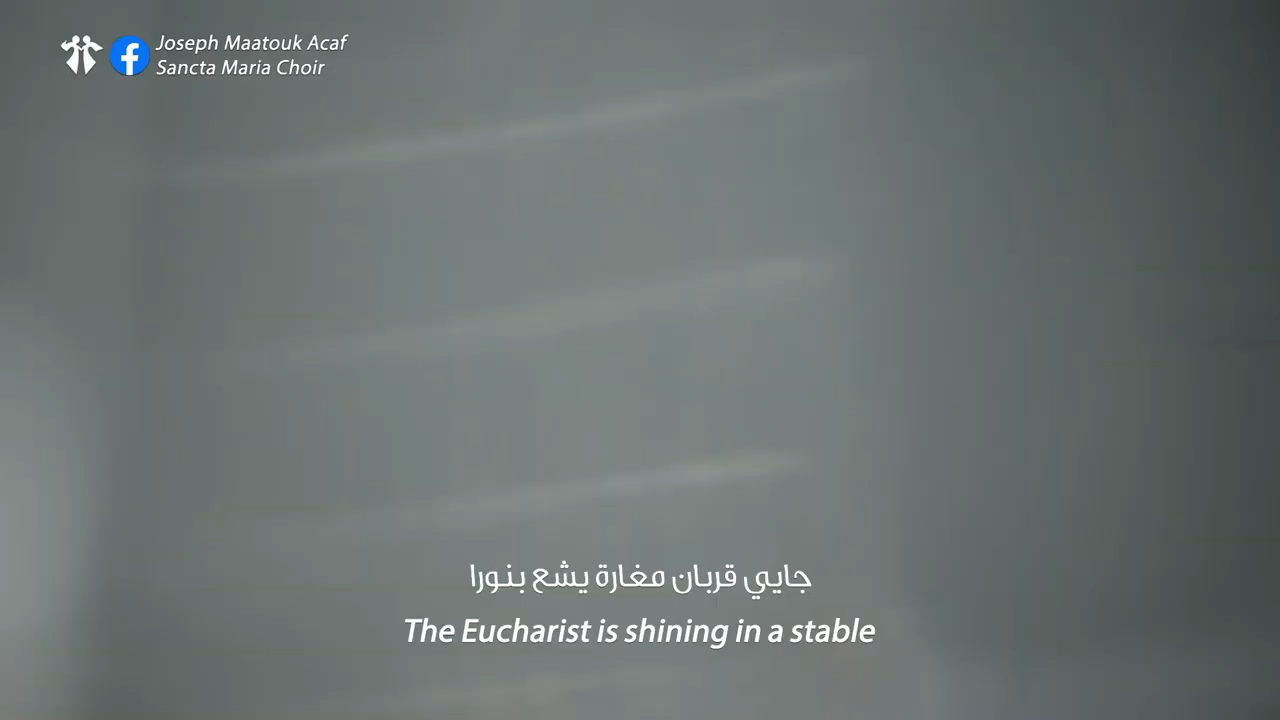 Joseph Maatouk Acaf
Sancta Maria Choir
جايي قربان مغارة يشع بنورا
The Eucharist is shining in a stable